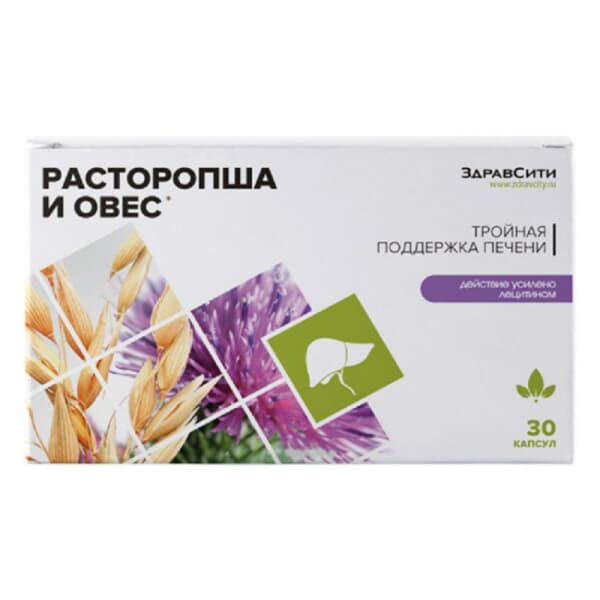 РАСТОРОПША
И ОВЕС*
ЗДРАВСИТИ
www.zdravcity.ru
ТРОЙНАЯ
ПОДДЕРЖКА ПЕЧЕНИ
действие усилено
лецитином
30
КАПСУЛ